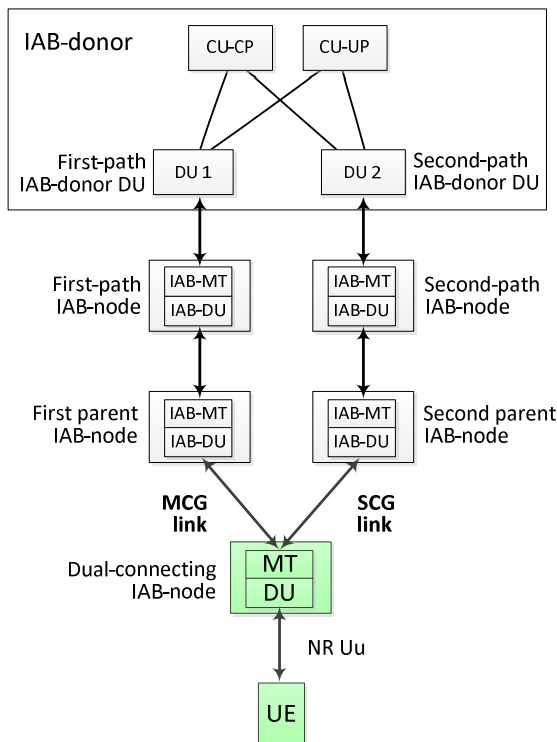 IAB-donor
CU-CP
CU-UP
First-path
IAB-donor DU
DU 1
DU 2
Second-path
IAB-donor DU
First-path
IAB-node
IAB-MT
IAB-DU
IAB-MT
IAB-DU
Second-path
IAB-node
First parent
IAB-node
IAB-MT
IAB-DU
IAB-MT
IAB-DU
Second parent
IAB-node
MCG
link
SCG
link
Dual-connecting
IAB-node
MT
DU
NR Uu
UE